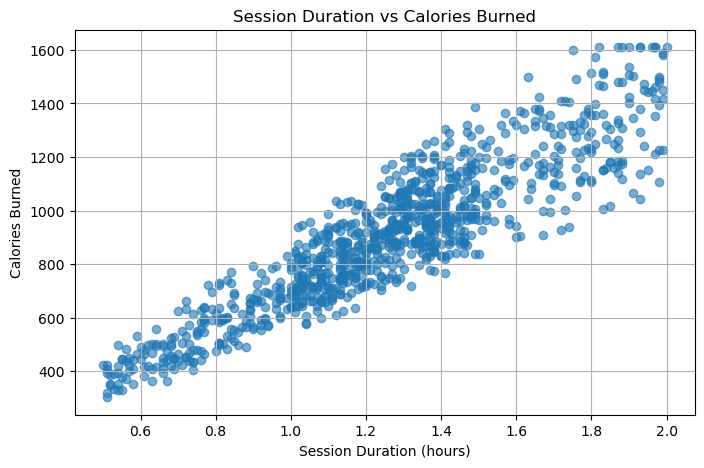 Session Duration vs Calories Burned
Calories Burned
1600
1400
1200
1000
800
600
400
0.6 0.8 1.0 1.2 1.4 1.6 1.8 2.0
Session Duration (hours)